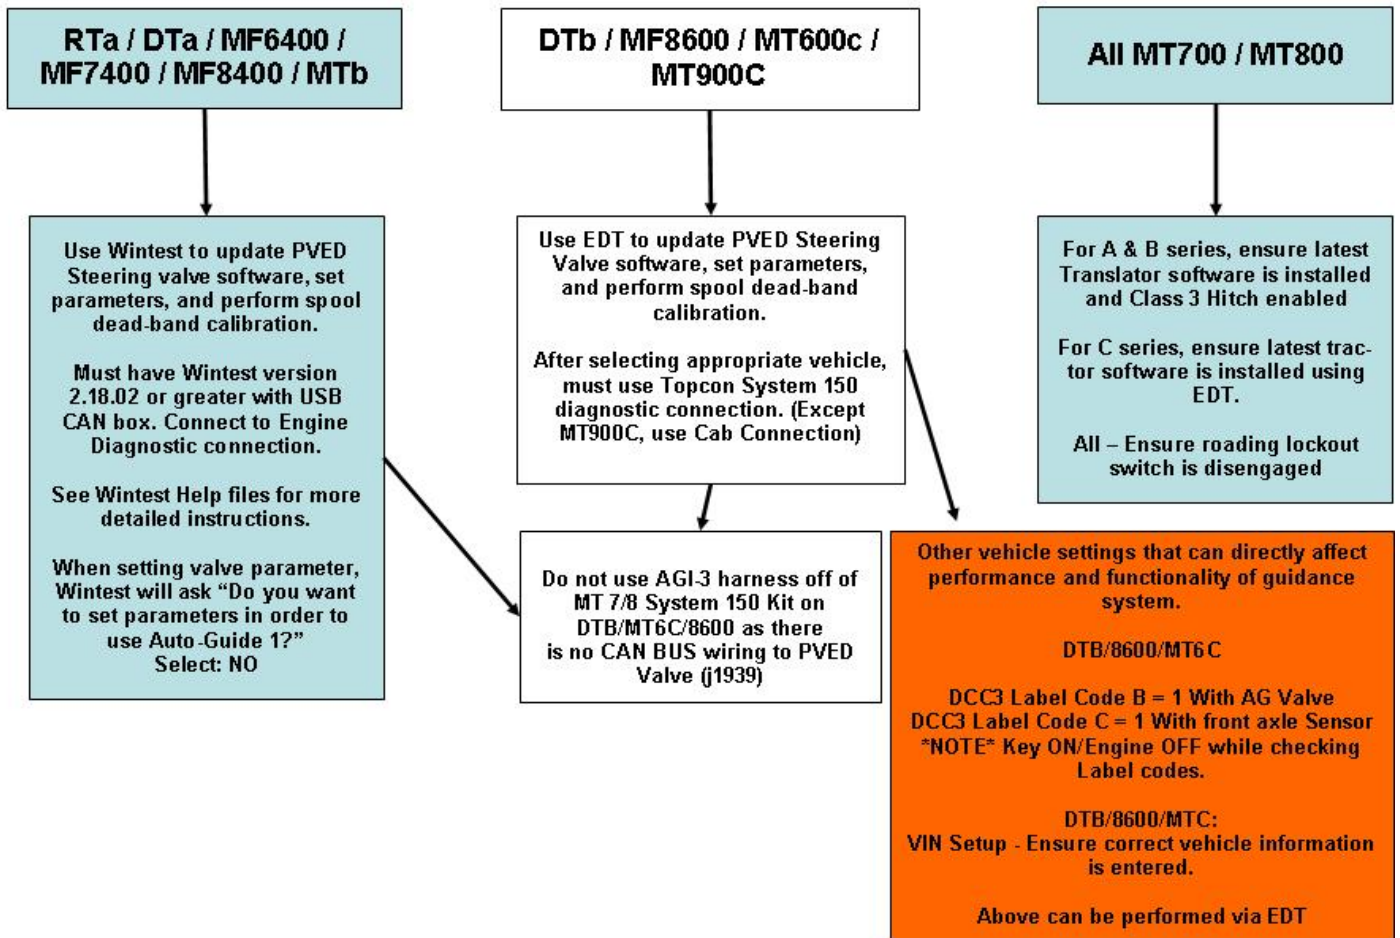 RTa / DTa / MF6400 /
MF7400 / MF8400 / MTb
DTb / MF8600 / MT600c /
MT900C
All MT700 / MT800
Use Wintest to update PVED
Steering valve software, set
parameters, and perform spool
dead-band calibration.
Must have Wintest version
2.18.02 or greater with USB
CAN box. Connect to Engine
Diagnostic connection.
See Wintest Help files for more
detailed instructions.
When setting valve parameter,
Wintest will ask “Do you want
to set parameters in order to
use Auto-Guide 1?”
Select: NO
Use EDT to update PVED Steering
Valve software, set parameters,
and perform spool dead-band
calibration.
After selecting appropriate vehicle,
must use Topcon System 150
diagnostic connection. (Except
MT900C, use Cab Connection)
For A & B series, ensure latest
Translator software is installed
and Class 3 Hitch enabled
For C series, ensure latest trac-
tor software is installed using
EDT.
All – Ensure roading lockout
switch is disengaged
Do not use AGI-3 harness off of
MT 7/8 System 150 Kit on
DTB/MT6C/8600 as there
is no CAN BUS wiring to PVED
Valve (j1939)
Other vehicle settings that can directly affect
performance and functionality of guidance
system.
DTB/8600/MT6C
DCC3 Label Code B = 1 With AG Valve
DCC3 Label Code C = 1 With front axle Sensor
*NOTE* Key ON/Engine OFF while checking
Label codes.
DTB/8600/MTC:
VIN Setup - Ensure correct vehicle information
is entered.
Above can be performed via EDT